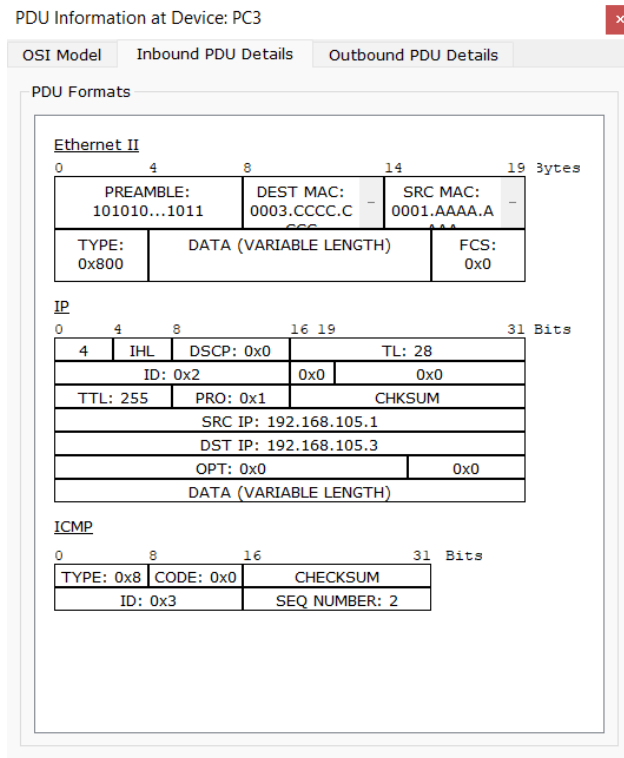 PDU Information at Device: PC3
OSI Model Inbound PDU Details Outbound PDU Details
PDU Formats
Ethernet II
0 4 8 14 19 Bytes
PREAMBLE: DEST MAC: SRC MAC:
101010...1011 0003.CCCC.C 0001.AAAA.A
CCC AAA
TYPE: DATA (VARIABLE LENGTH) FCS:
0x800 0x0
IP
0 4 8 16 19 31 Bits
4 IHL DSCP: 0x0 TL: 28
ID: 0x2 0x0 0x0
TTL: 255 PRO: 0x1 CHKSUM
SRC IP: 192.168.105.1
DST IP: 192.168.105.3
OPT: 0x0 0x0
DATA (VARIABLE LENGTH)
ICMP
0 8 16 31 Bits
TYPE: 0x8 CODE: 0x0 CHECKSUM
ID: 0x3 SEQ NUMBER: 2